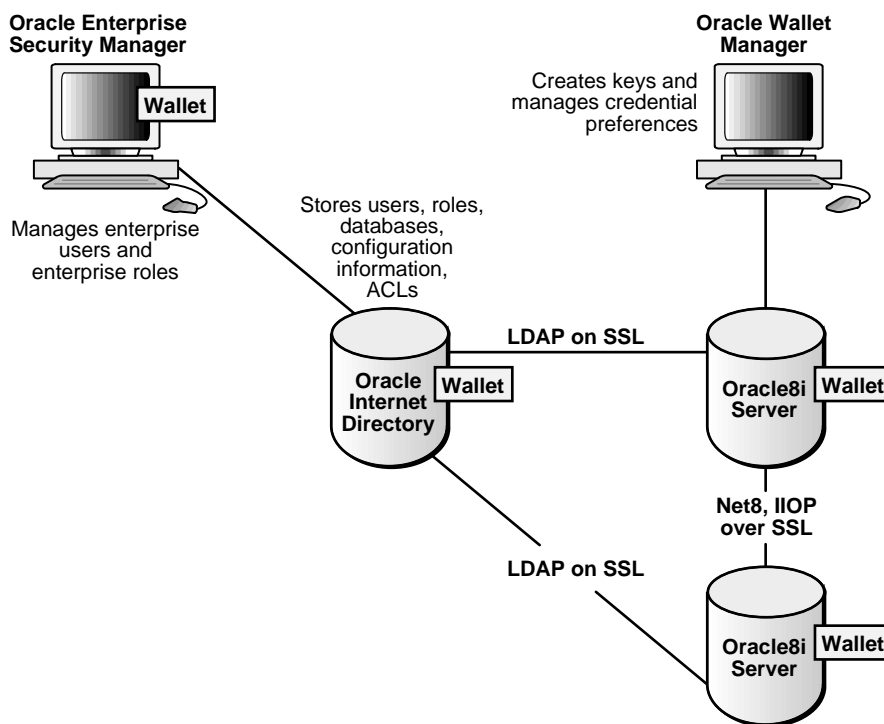 Oracle Enterprise
Security Manager
Wallet
Manages enterprise
users and
enterprise roles
Oracle Wallet
Manager
Creates keys and
manages credential
preferences
Stores users, roles,
databases,
configuration
information,
ACLs
Oracle
Internet
Directory
Wallet
LDAP on SSL
Oracle8i
Server
Wallet
Net8, IIOP
over SSL
LDAP on SSL
Oracle8i
Server
Wallet